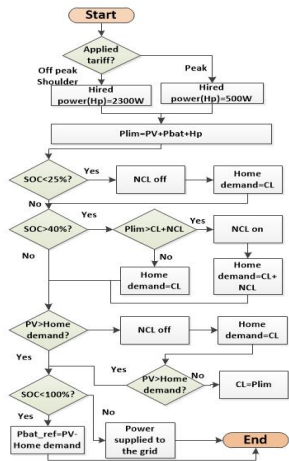 Start
Applied
tariff?
Off peak
Shoulder
Peak
Hired
power(Hp)=2300W
Hired
power(Hp)=500W
Plim=PV+Pbat+Hp
SOC<25%?
Yes
NCL off
Home
demand=CL
No
SOC>40%?
Yes
Plim>CL+NCL
Yes
NCL on
No
No
Home
demand=CL
Home
demand=CL+
NCL
PV>Home
demand?
NCL off
Home
demand=CL
Yes
Yes
PV>Home
demand?
No
CL=Plim
SOC<100%?
No
Yes
Pbat_ref=PV-
Home demand
Power
supplied to
the grid
End